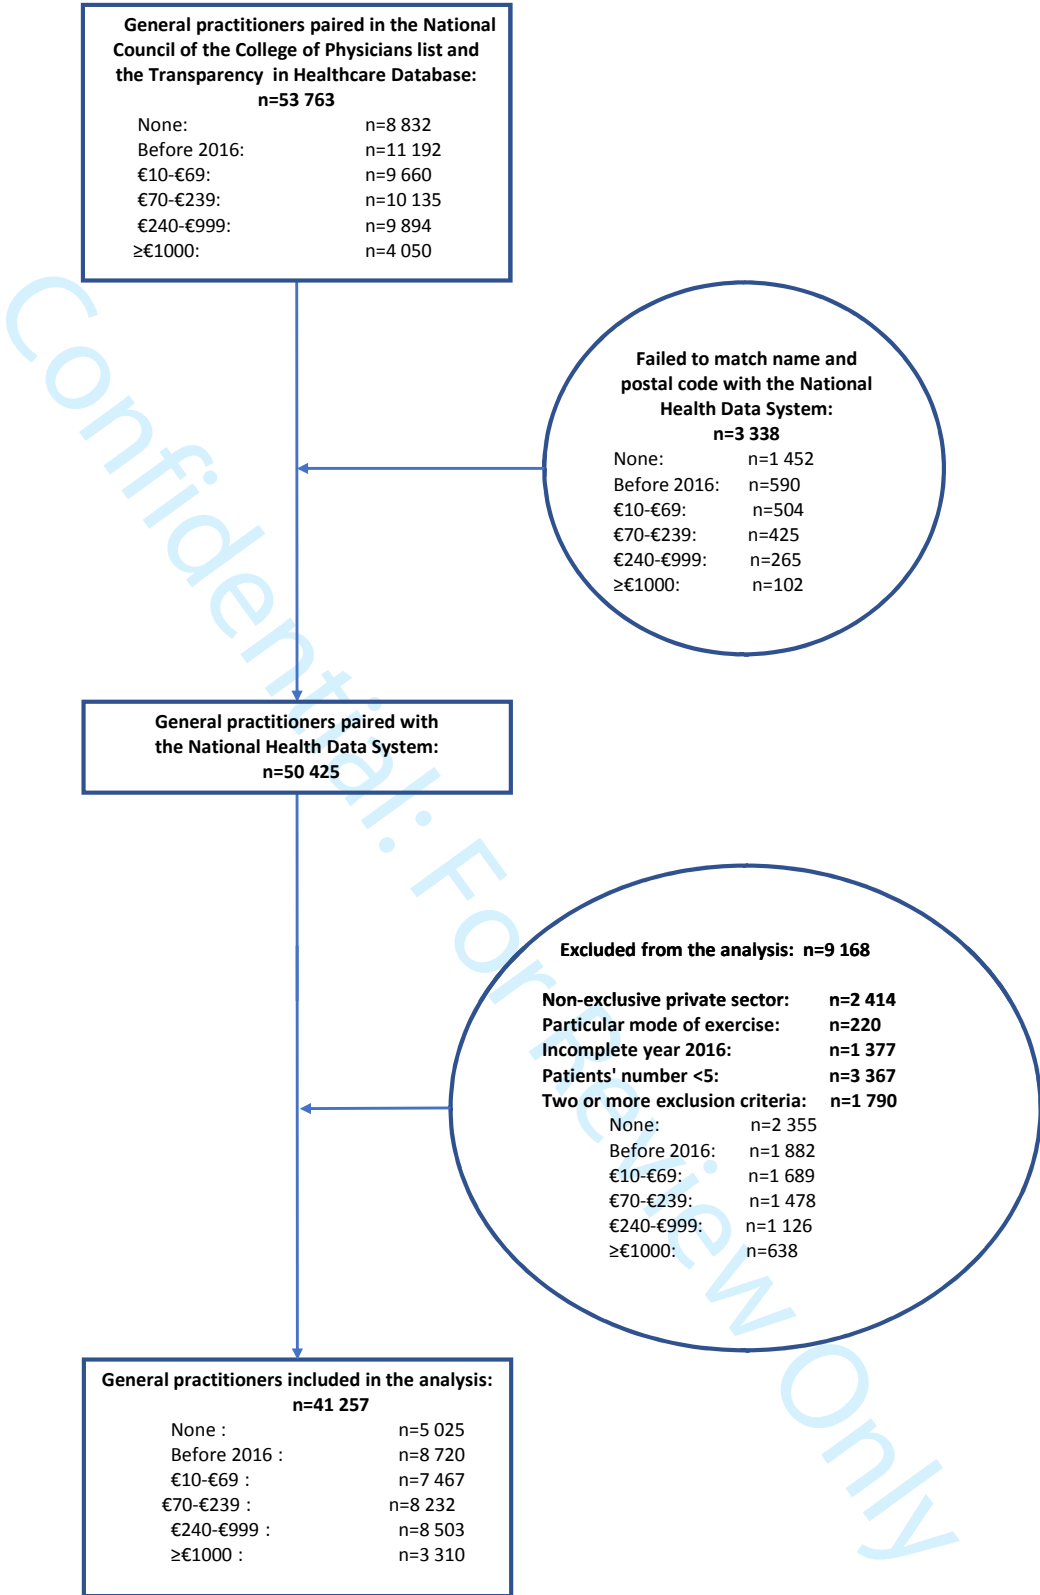 General practitioners paired in the National
Council of the College of Physicians list and
the Transparency in Healthcare Database:
n=53 763
None: n=8 832
Before 2016: n=11 192
€10-€69: n=9 660
€70-€239: n=10 135
€240-€999: n=9 894
≥€1000: n=4 050
Failed to match name and
postal code with the National
Health Data System:
n=3 338
None: n=1 452
Before 2016: n=590
€10-€69: n=504
€70-€239: n=425
€240-€999: n=265
≥€1000: n=102
General practitioners paired with
the National Health Data System:
n=50 425
Excluded from the analysis: n=9 168
Non-exclusive private sector: n=2 414
Particular mode of exercise: n=220
Incomplete year 2016: n=1 377
Patients' number <5: n=3 367
Two or more exclusion criteria: n=1 790
None: n=2 355
Before 2016: n=1 882
€10-€69: n=1 689
€70-€239: n=1 478
€240-€999: n=1 126
≥€1000: n=638
General practitioners included in the analysis:
n=41 257
None : n=5 025
Before 2016 : n=8 720
€10-€69 : n=7 467
€70-€239 : n=8 232
€240-€999 : n=8 503
≥€1000 : n=3 310
Confidential: For Review Only